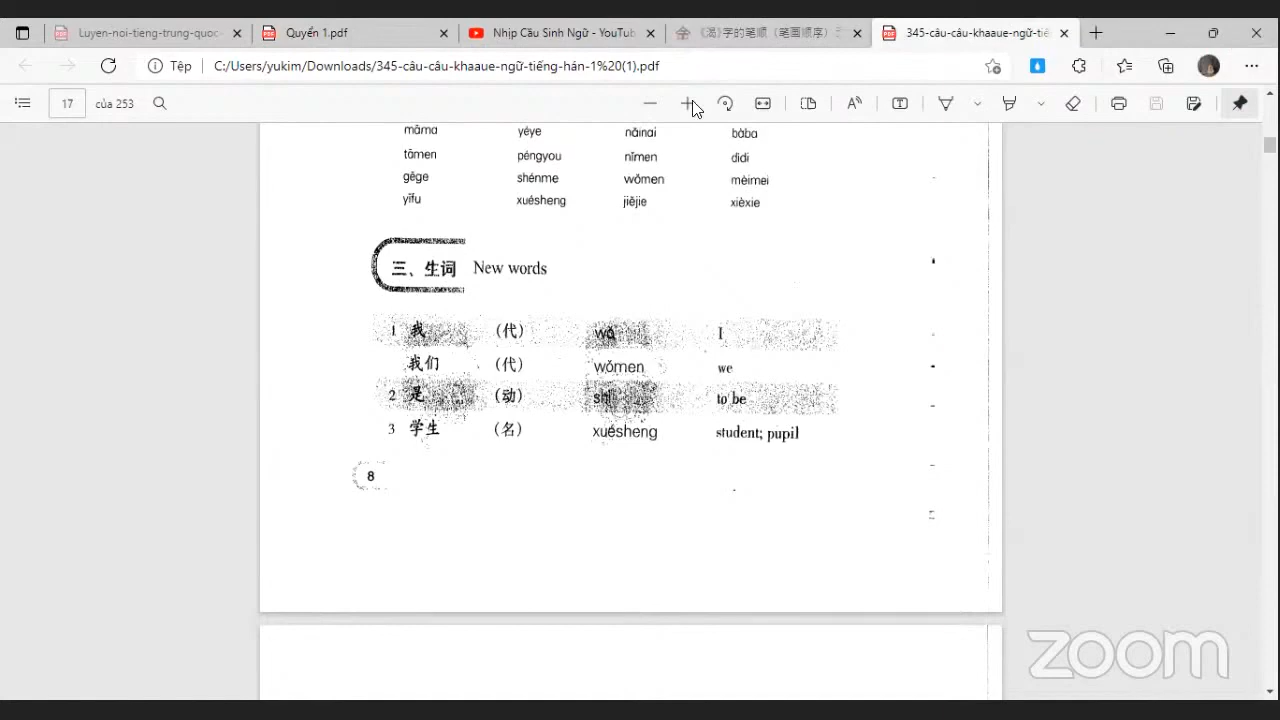 Luyen-noi-tieng-trung-quoc-
Quyển 1.pdf
Nhịp Cầu Sinh Ngữ - YouTub
345-câu-câu-khaaue-ngữ-tiế
Tệp C:/Users/yukim/Downloads/345-câu-câu-khaaue-ngữ-tiếng-hán-1%20(1).pdf
17 của 253
māma yéye nǎinai bàba
tāmen péngyou nǐmen dìdi
gēge shénme wǒmen mèimei
yīfu xuésheng jiějie xièxie
三、生词 New words
1 我 (代) wǒ I
我们 (代) wǒmen we
2 是 (动) shì to be
3 学生 (名) xuésheng student; pupil
8
zoom